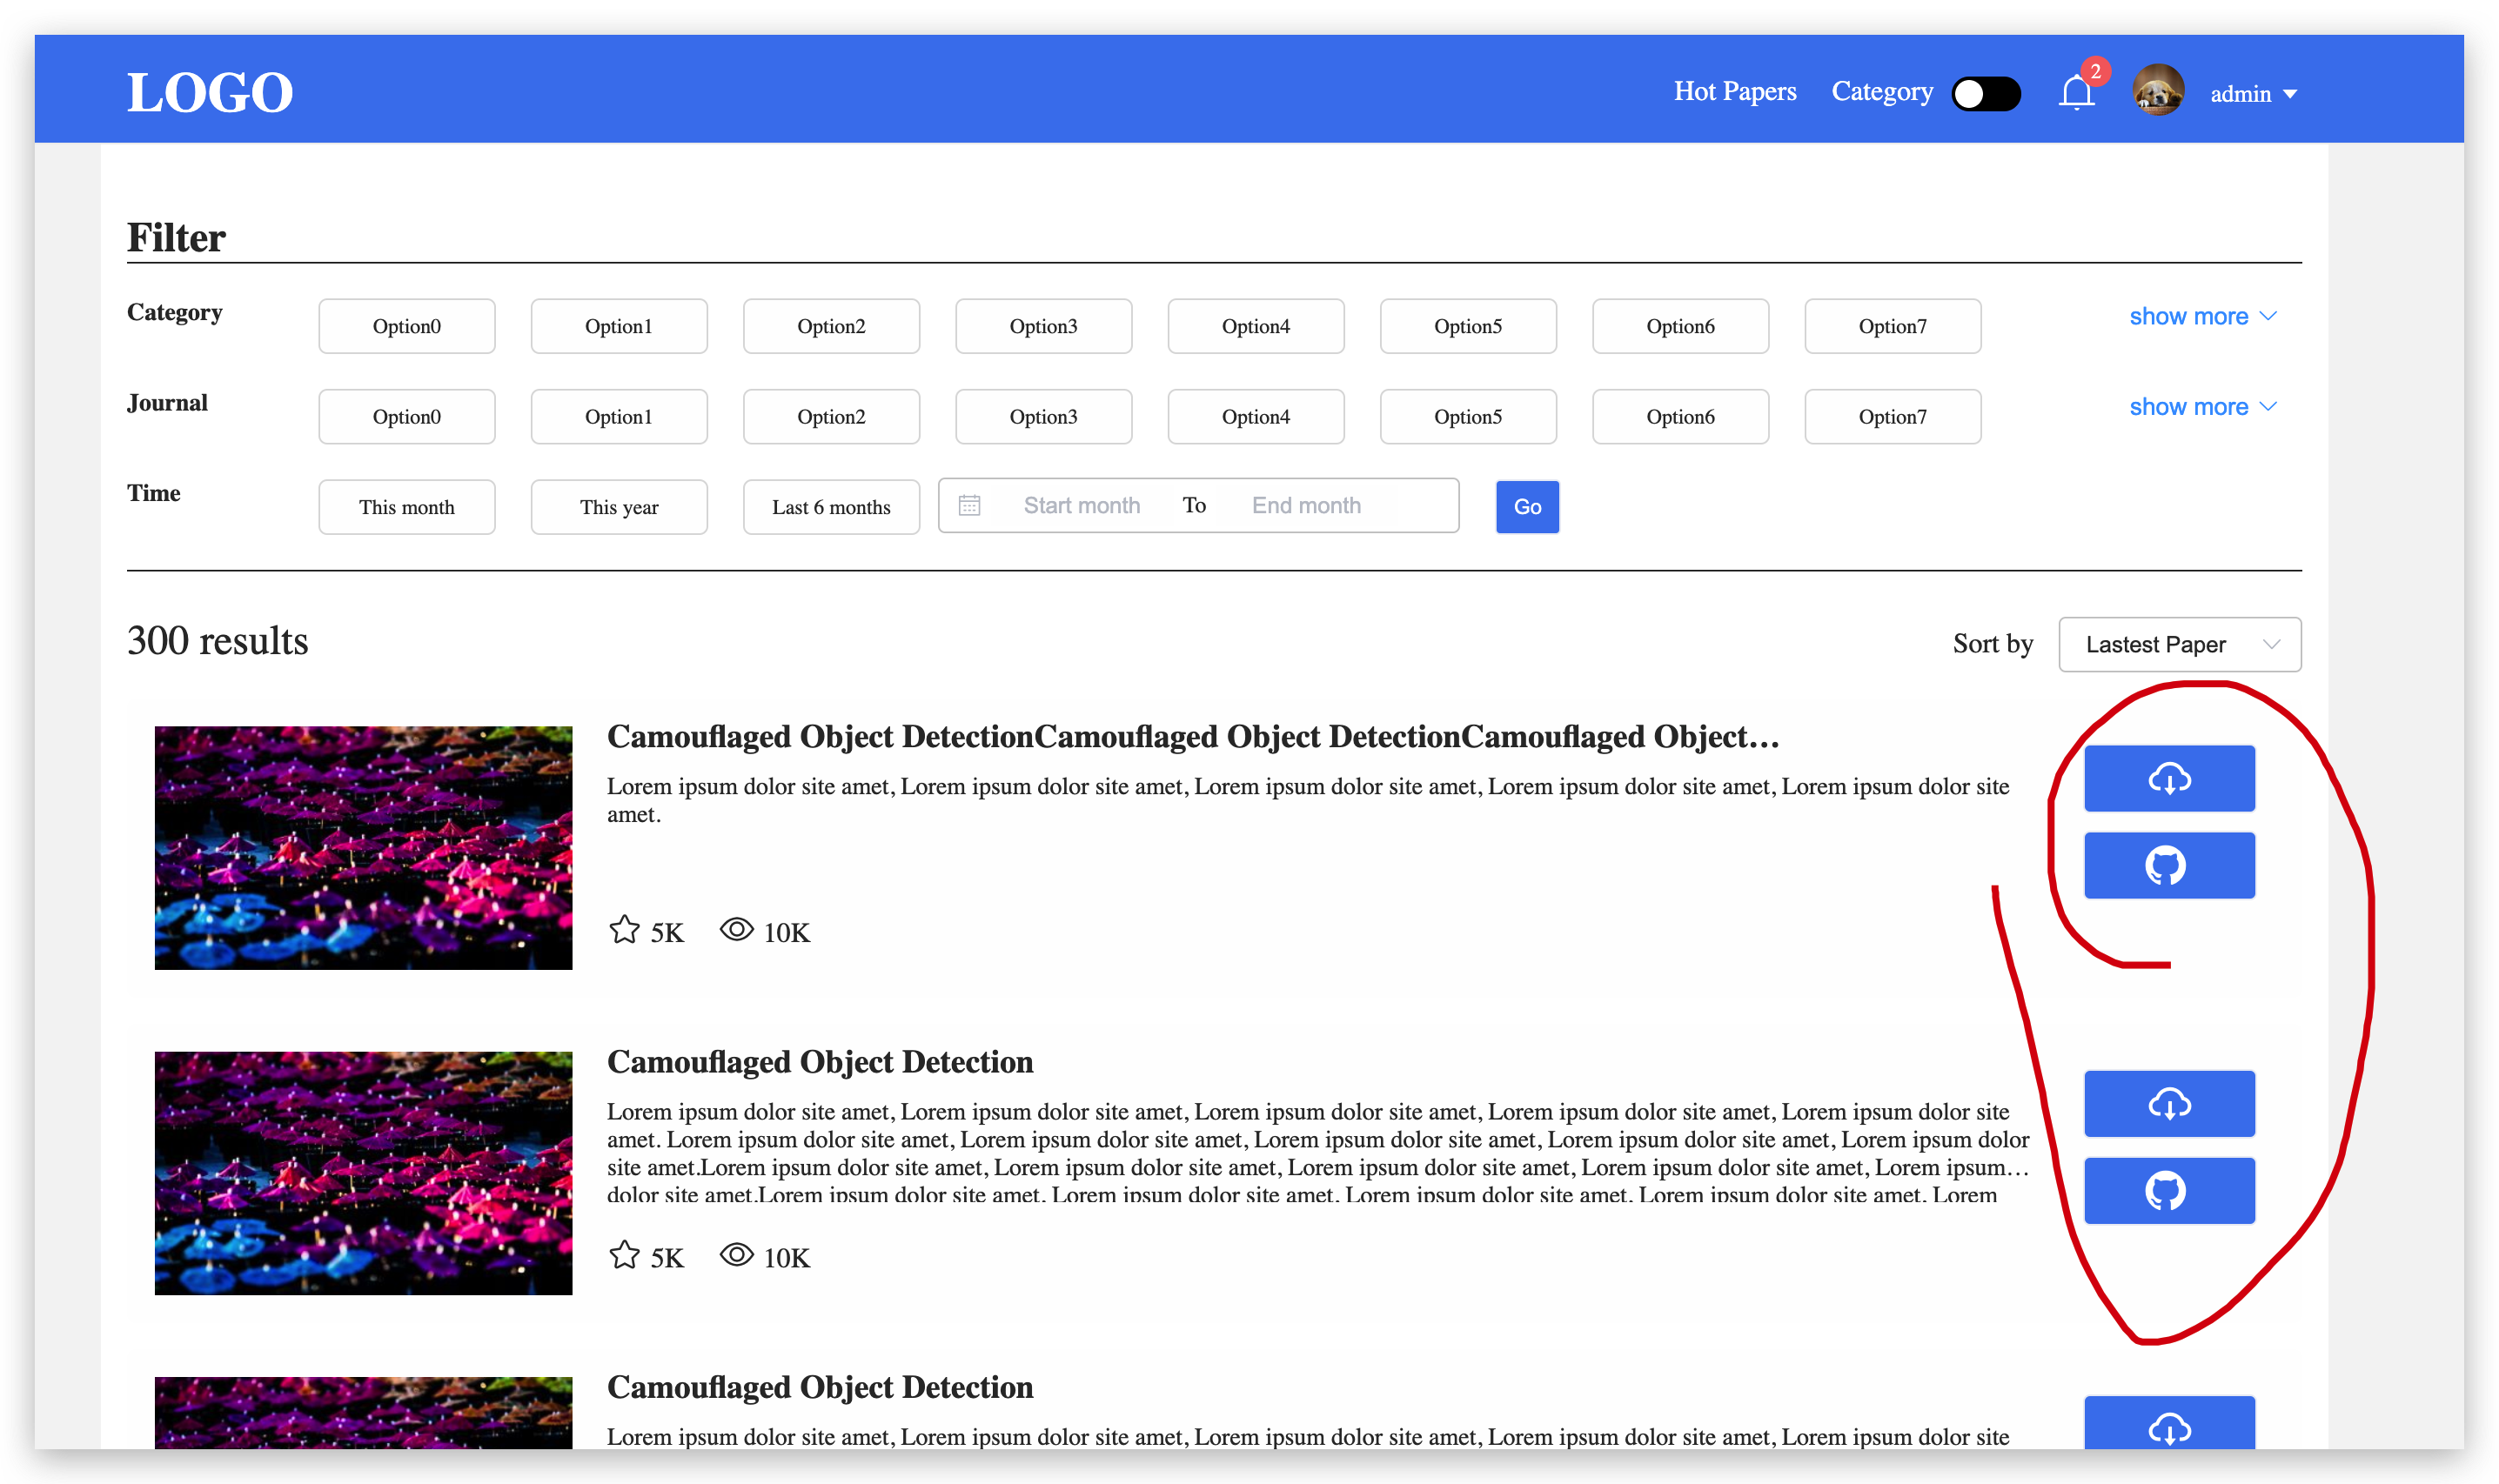 LOGO
Hot Papers
Category
2
admin
Filter
Category
Option0
Option1
Option2
Option3
Option4
Option5
Option6
Option7
show more
Journal
Option0
Option1
Option2
Option3
Option4
Option5
Option6
Option7
show more
Time
This month
This year
Last 6 months
Start month To End month
Go
300 results
Sort by
Lastest Paper
Camouflaged Object DetectionCamouflaged Object DetectionCamouflaged Object...
Lorem ipsum dolor site amet, Lorem ipsum dolor site amet, Lorem ipsum dolor site amet, Lorem ipsum dolor site amet, Lorem ipsum dolor site
amet.
5K
10K
Camouflaged Object Detection
Lorem ipsum dolor site amet, Lorem ipsum dolor site amet, Lorem ipsum dolor site amet, Lorem ipsum dolor site amet, Lorem ipsum dolor site
amet. Lorem ipsum dolor site amet, Lorem ipsum dolor site amet, Lorem ipsum dolor site amet, Lorem ipsum dolor site amet, Lorem ipsum dolor
site amet.Lorem ipsum dolor site amet, Lorem ipsum dolor site amet, Lorem ipsum dolor site amet, Lorem ipsum dolor site amet, Lorem ipsum...
dolor site amet.Lorem ipsum dolor site amet, Lorem ipsum dolor site amet, Lorem ipsum dolor site amet, Lorem ipsum dolor site amet, Lorem
5K
10K
Camouflaged Object Detection
Lorem ipsum dolor site amet, Lorem ipsum dolor site amet, Lorem ipsum dolor site amet, Lorem ipsum dolor site amet, Lorem ipsum dolor site